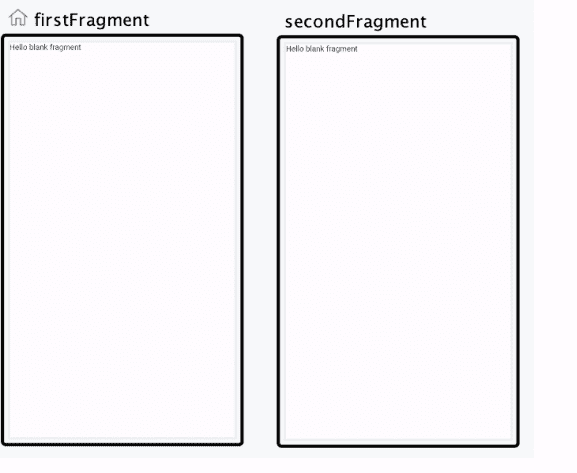 firstFragment
secondFragment
Hello blank fragment
Hello blank fragment